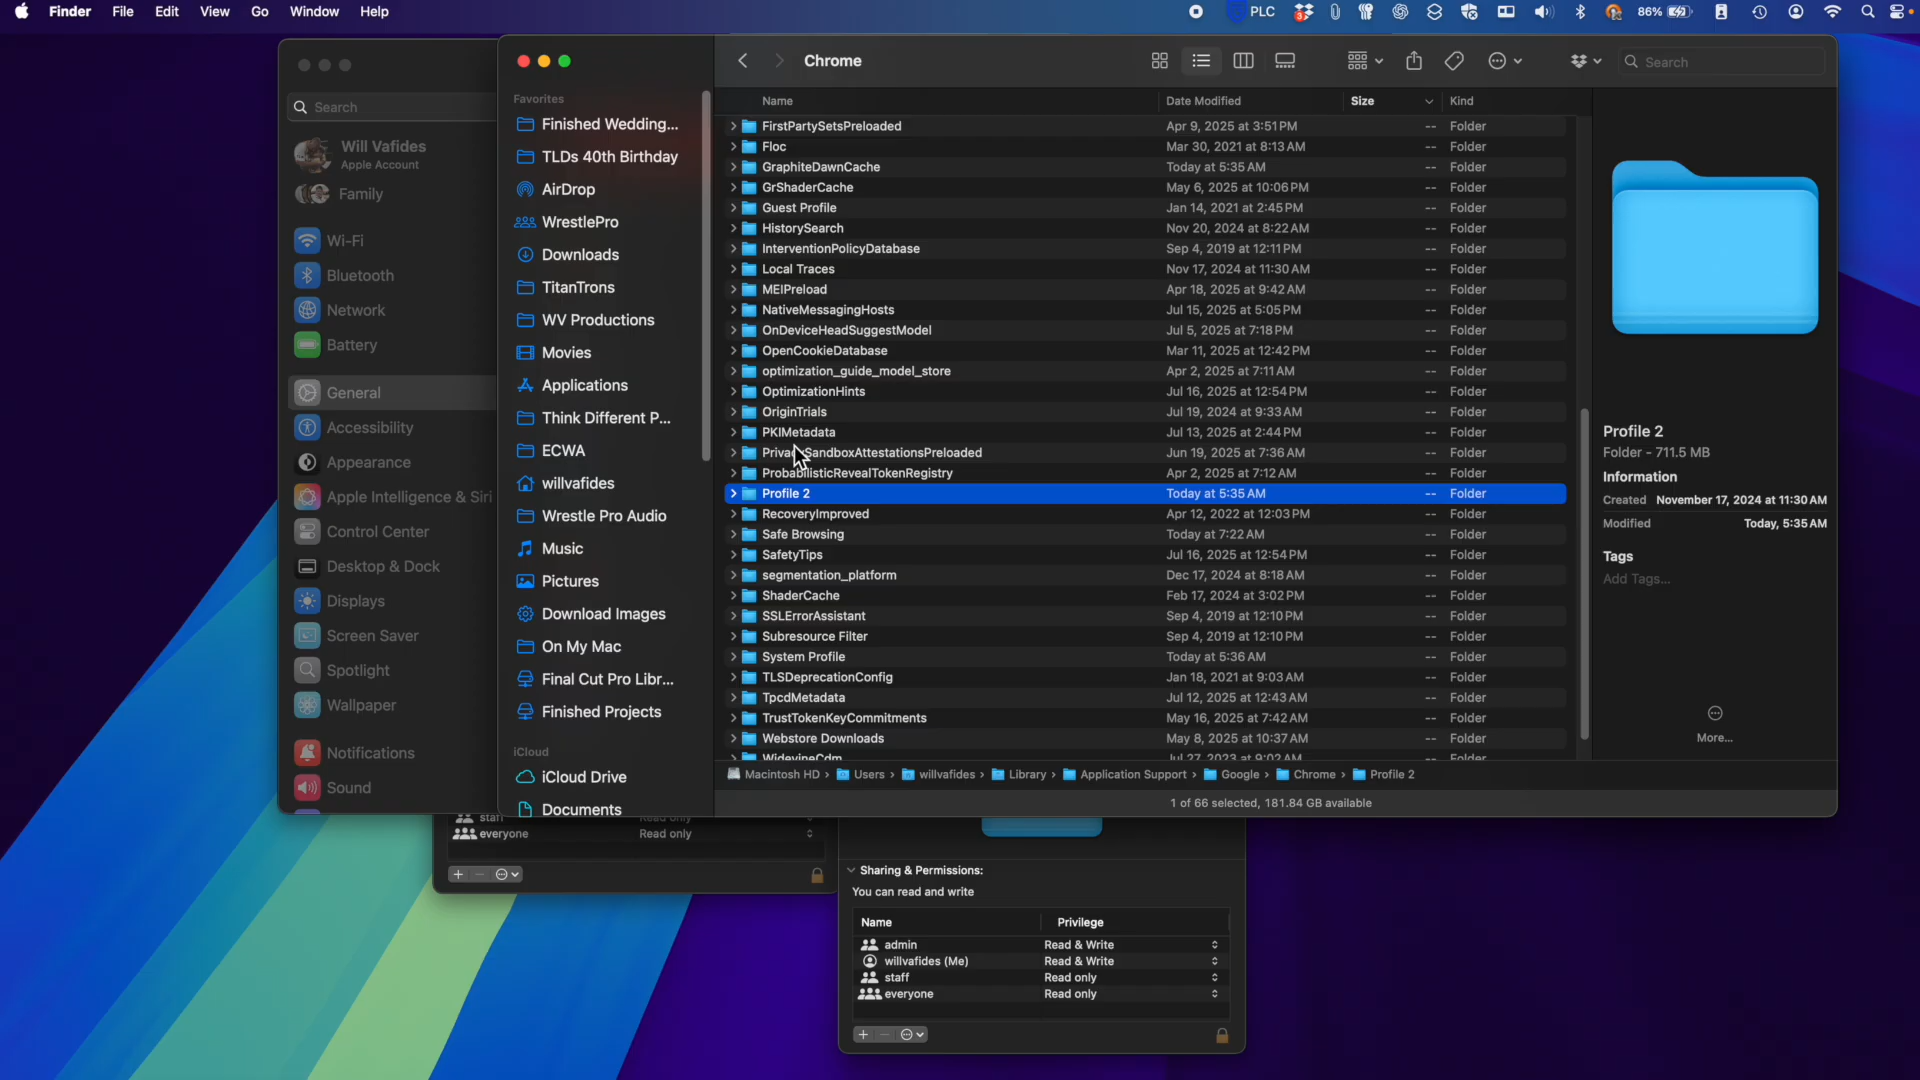 Finder File Edit View Go Window Help
3 PLC 86%
Search
Will Vafides
Apple Account
Family
Wi-Fi
Bluetooth
Network
Battery
General
Accessibility
Appearance
Apple Intelligence & Siri
Control Center
Desktop & Dock
Displays
Screen Saver
Spotlight
Wallpaper
Notifications
Sound
Favorites
Finished Wedding...
TLDs 40th Birthday
AirDrop
WrestlePro
Downloads
TitanTrons
WV Productions
Movies
Applications
Think Different P...
ECWA
willvafides
Wrestle Pro Audio
Music
Pictures
Download Images
On My Mac
Final Cut Pro Libr...
Finished Projects
iCloud
iCloud Drive
Documents
Chrome
Search
Name Date Modified Size Kind
FirstPartySetsPreloaded Apr 9, 2025 at 3:51 PM -- Folder
Floc Mar 30, 2021 at 8:13 AM -- Folder
GraphiteDawnCache Today at 5:35 AM -- Folder
GrShaderCache May 6, 2025 at 10:06 PM -- Folder
Guest Profile Jan 14, 2021 at 2:45 PM -- Folder
HistorySearch Nov 20, 2024 at 8:22 AM -- Folder
InterventionPolicyDatabase Sep 4, 2019 at 12:11 PM -- Folder
Local Traces Nov 17, 2024 at 11:30 AM -- Folder
MEIPreload Apr 18, 2025 at 9:42 AM -- Folder
NativeMessagingHosts Jul 15, 2025 at 5:05 PM -- Folder
OnDeviceHeadSuggestModel Jul 5, 2025 at 7:18 PM -- Folder
OpenCookieDatabase Mar 11, 2025 at 12:42 PM -- Folder
optimization_guide_model_store Apr 2, 2025 at 7:11 AM -- Folder
OptimizationHints Jul 16, 2025 at 12:54 PM -- Folder
OriginTrials Jul 19, 2024 at 9:33 AM -- Folder
PKIMetadata Jul 13, 2025 at 2:44 PM -- Folder
PrivacySandboxAttestationsPreloaded Jun 19, 2025 at 7:36 AM -- Folder
ProbabilisticRevealTokenRegistry Apr 2, 2025 at 7:12 AM -- Folder
Profile 2 Today at 5:35 AM -- Folder
RecoveryImproved Apr 12, 2022 at 12:03 PM -- Folder
Safe Browsing Today at 7:22 AM -- Folder
SafetyTips Jul 16, 2025 at 12:54 PM -- Folder
segmentation_platform Dec 17, 2024 at 8:18 AM -- Folder
ShaderCache Feb 17, 2024 at 3:02 PM -- Folder
SSLErrorAssistant Sep 4, 2019 at 12:10 PM -- Folder
Subresource Filter Sep 4, 2019 at 12:10 PM -- Folder
System Profile Today at 5:36 AM -- Folder
TLSDeprecationConfig Jan 18, 2021 at 9:03 AM -- Folder
TpcdMetadata Jul 12, 2025 at 12:43 AM -- Folder
TrustTokenKeyCommitments May 16, 2025 at 7:42 AM -- Folder
Webstore Downloads May 8, 2025 at 10:37 AM -- Folder
WidevineCdm Jul 27, 2023 at 9:02 AM -- Folder
Macintosh HD › Users › willvafides › Library › Application Support › Google › Chrome › Profile 2
1 of 66 selected, 181.84 GB available
Profile 2
Folder - 711.5 MB
Information
Created November 17, 2024 at 11:30 AM
Modified Today, 5:35 AM
Tags
Add Tags...
More...
staff Read only
everyone Read only
Sharing & Permissions:
You can read and write
Name Privilege
admin Read & Write
willvafides (Me) Read & Write
staff Read only
everyone Read only